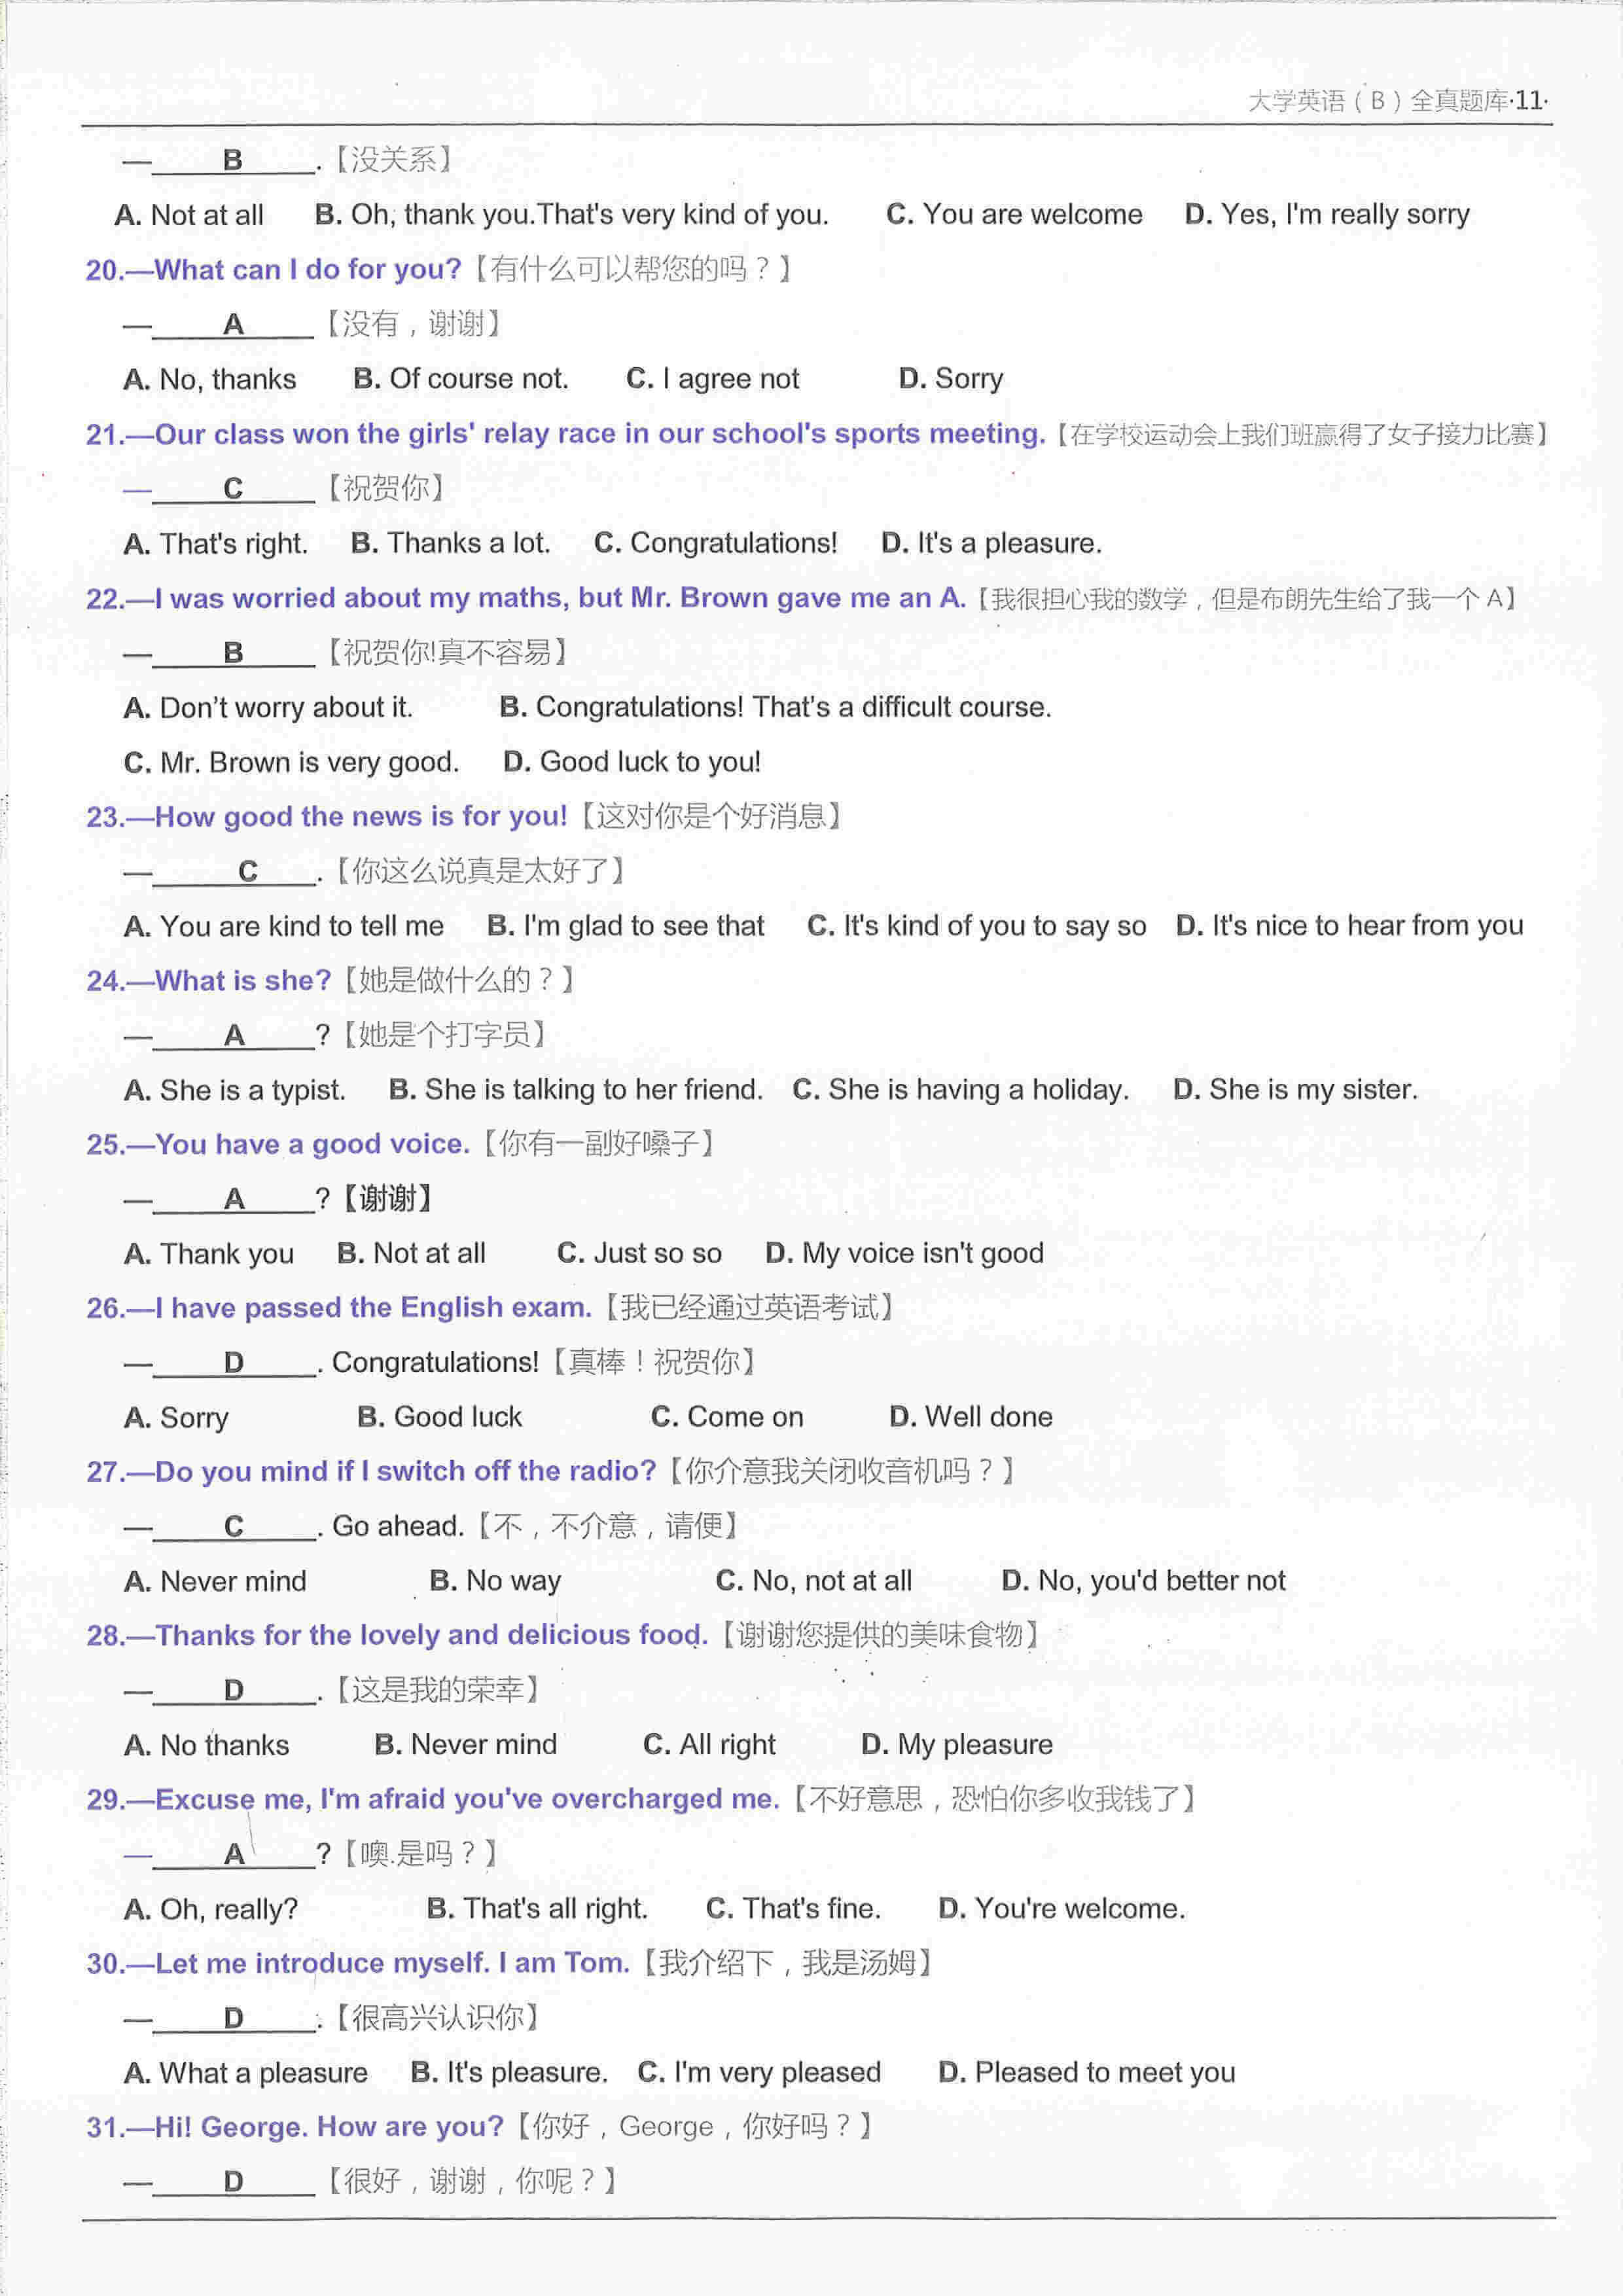 大学英语（B）全真题库·11·
— B .【没关系】
A. Not at all B. Oh, thank you.That's very kind of you. C. You are welcome D. Yes, I'm really sorry
20.—What can I do for you?【有什么可以帮您的吗？】
— A 【没有，谢谢】
A. No, thanks B. Of course not. C. I agree not D. Sorry
21.—Our class won the girls' relay race in our school's sports meeting.【在学校运动会上我们班赢得了女子接力比赛】
— C 【祝贺你】
A. That's right. B. Thanks a lot. C. Congratulations! D. It's a pleasure.
22.—I was worried about my maths, but Mr. Brown gave me an A.【我很担心我的数学，但是布朗先生给了我一个 A】
— B 【祝贺你!真不容易】
A. Don't worry about it. B. Congratulations! That's a difficult course.
C. Mr. Brown is very good. D. Good luck to you!
23.—How good the news is for you!【这对你是个好消息】
— C .【你这么说真是太好了】
A. You are kind to tell me B. I'm glad to see that C. It's kind of you to say so D. It's nice to hear from you
24.—What is she?【她是做什么的？】
— A ?【她是个打字员】
A. She is a typist. B. She is talking to her friend. C. She is having a holiday. D. She is my sister.
25.—You have a good voice.【你有一副好嗓子】
— A ?【谢谢】
A. Thank you B. Not at all C. Just so so D. My voice isn't good
26.—I have passed the English exam.【我已经通过英语考试】
— D . Congratulations!【真棒！祝贺你】
A. Sorry B. Good luck C. Come on D. Well done
27.—Do you mind if I switch off the radio?【你介意我关闭收音机吗？】
— C . Go ahead.【不，不介意，请便】
A. Never mind B. No way C. No, not at all D. No, you'd better not
28.—Thanks for the lovely and delicious food.【谢谢您提供的美味食物】
— D .【这是我的荣幸】
A. No thanks B. Never mind C. All right D. My pleasure
29.—Excuse me, I'm afraid you've overcharged me.【不好意思，恐怕你多收我钱了】
— A ?【噢.是吗？】
A. Oh, really? B. That's all right. C. That's fine. D. You're welcome.
30.—Let me introduce myself. I am Tom.【我介绍下，我是汤姆】
— D .【很高兴认识你】
A. What a pleasure B. It's pleasure. C. I'm very pleased D. Pleased to meet you
31.—Hi! George. How are you?【你好，George，你好吗？】
— D 【很好，谢谢，你呢？】